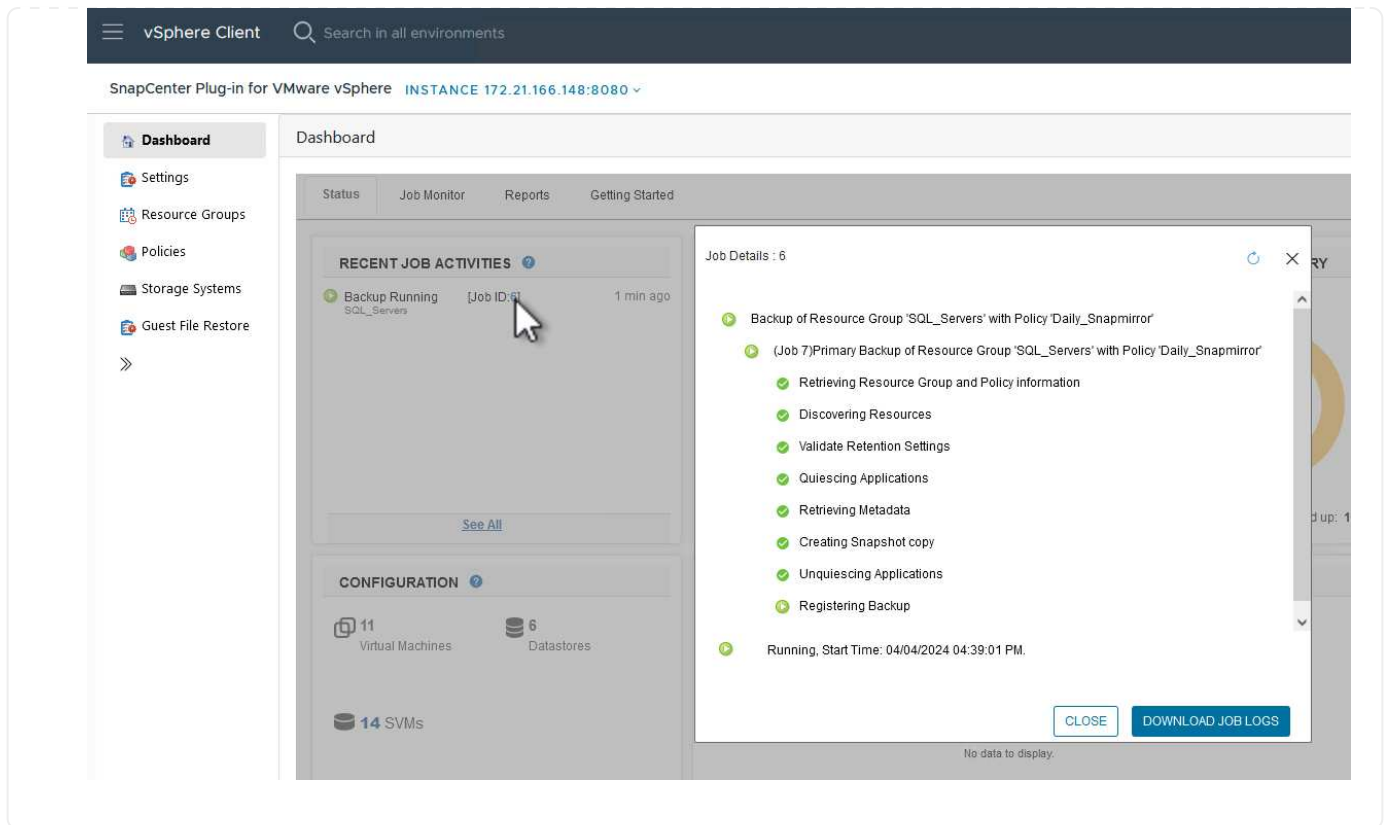 vSphere Client
Search in all environments
SnapCenter Plug-in for VMware vSphere INSTANCE 172.21.166.148:8080
Dashboard
Settings
Resource Groups
Policies
Storage Systems
Guest File Restore
Dashboard
Status Job Monitor Reports Getting Started
RECENT JOB ACTIVITIES
Backup Running [Job ID:6] 1 min ago
SQL_Servers
See All
CONFIGURATION
11
Virtual Machines
6
Datastores
14 SVMs
Job Details : 6
Backup of Resource Group 'SQL_Servers' with Policy 'Daily_Snapmirror'
(Job 7)Primary Backup of Resource Group 'SQL_Servers' with Policy 'Daily_Snapmirror'
Retrieving Resource Group and Policy information
Discovering Resources
Validate Retention Settings
Quiescing Applications
Retrieving Metadata
Creating Snapshot copy
Unquiescing Applications
Registering Backup
Running, Start Time: 04/04/2024 04:39:01 PM.
CLOSE DOWNLOAD JOB LOGS
RY
d up: 1
No data to display.